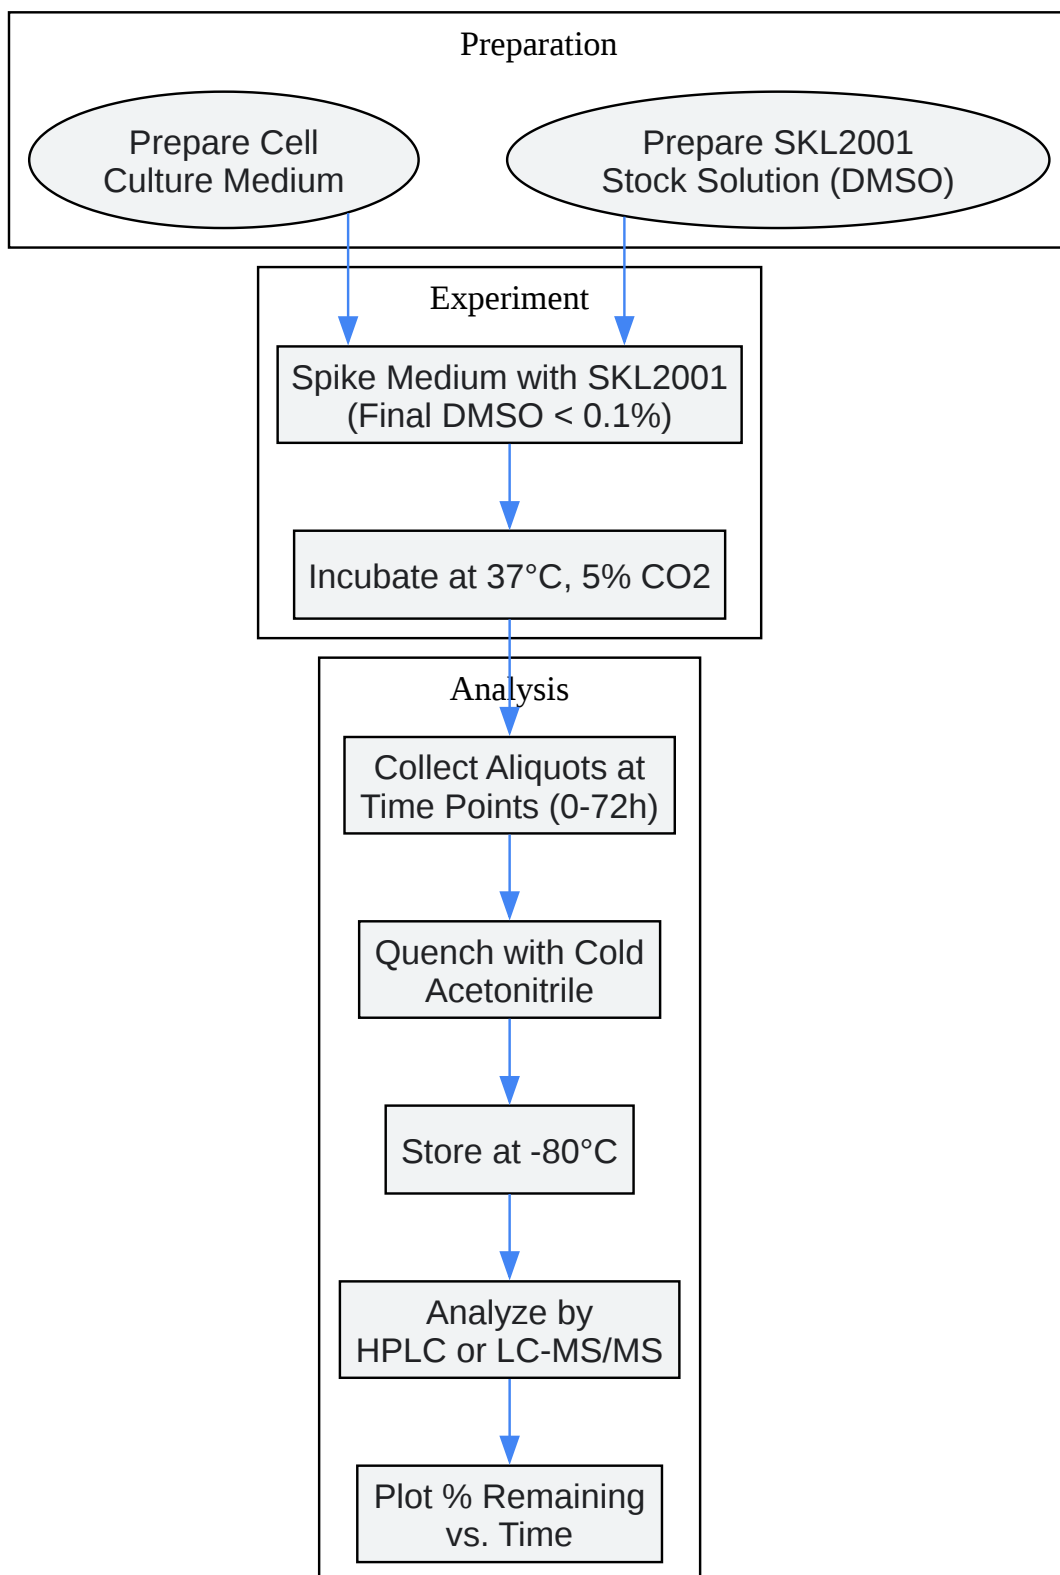 Preparation
Prepare Cell
Culture Medium
Prepare SKL2001
Stock Solution (DMSO)
Experiment
Spike Medium with SKL2001
(Final DMSO < 0.1%)
Incubate at 37°C, 5% CO2
Analysis
Collect Aliquots at
Time Points (0-72h)
Quench with Cold
Acetonitrile
Store at -80°C
Analyze by
HPLC or LC-MS/MS
Plot % Remaining
vs. Time